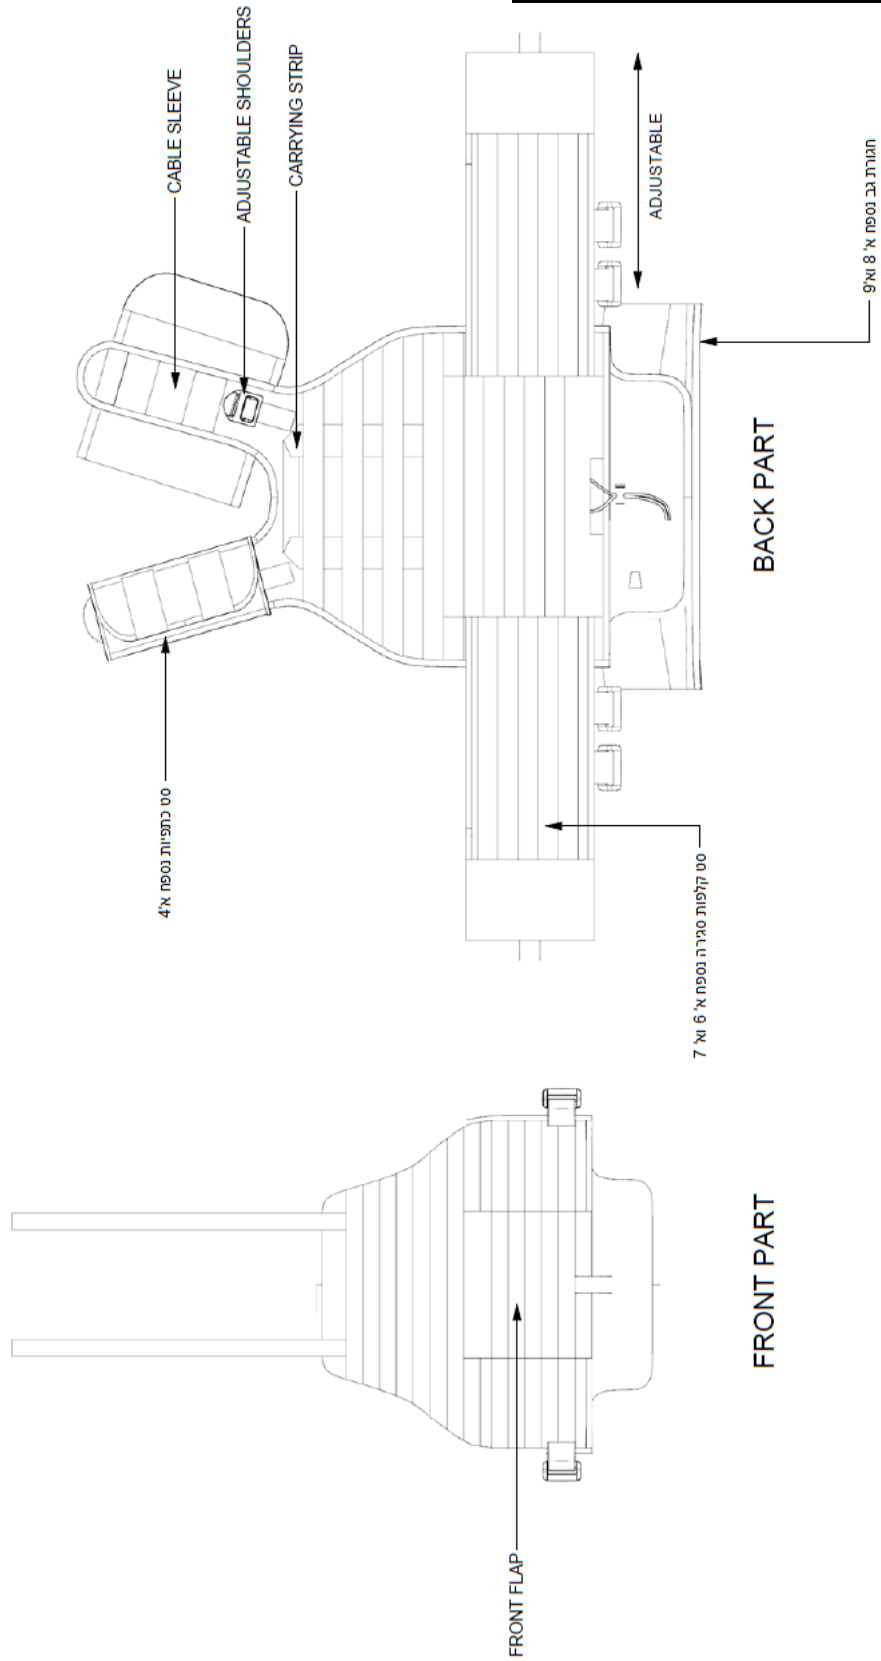 CABLE SLEEVE
ADJUSTABLE SHOULDERS
CARRYING STRIP
ADJUSTABLE
חגורת גב נספח א' 8 וא'9
BACK PART
סט כתפיות נספח א'4
סט קלפות סגירה נספח א' 6 וא' 7
FRONT PART
FRONT FLAP